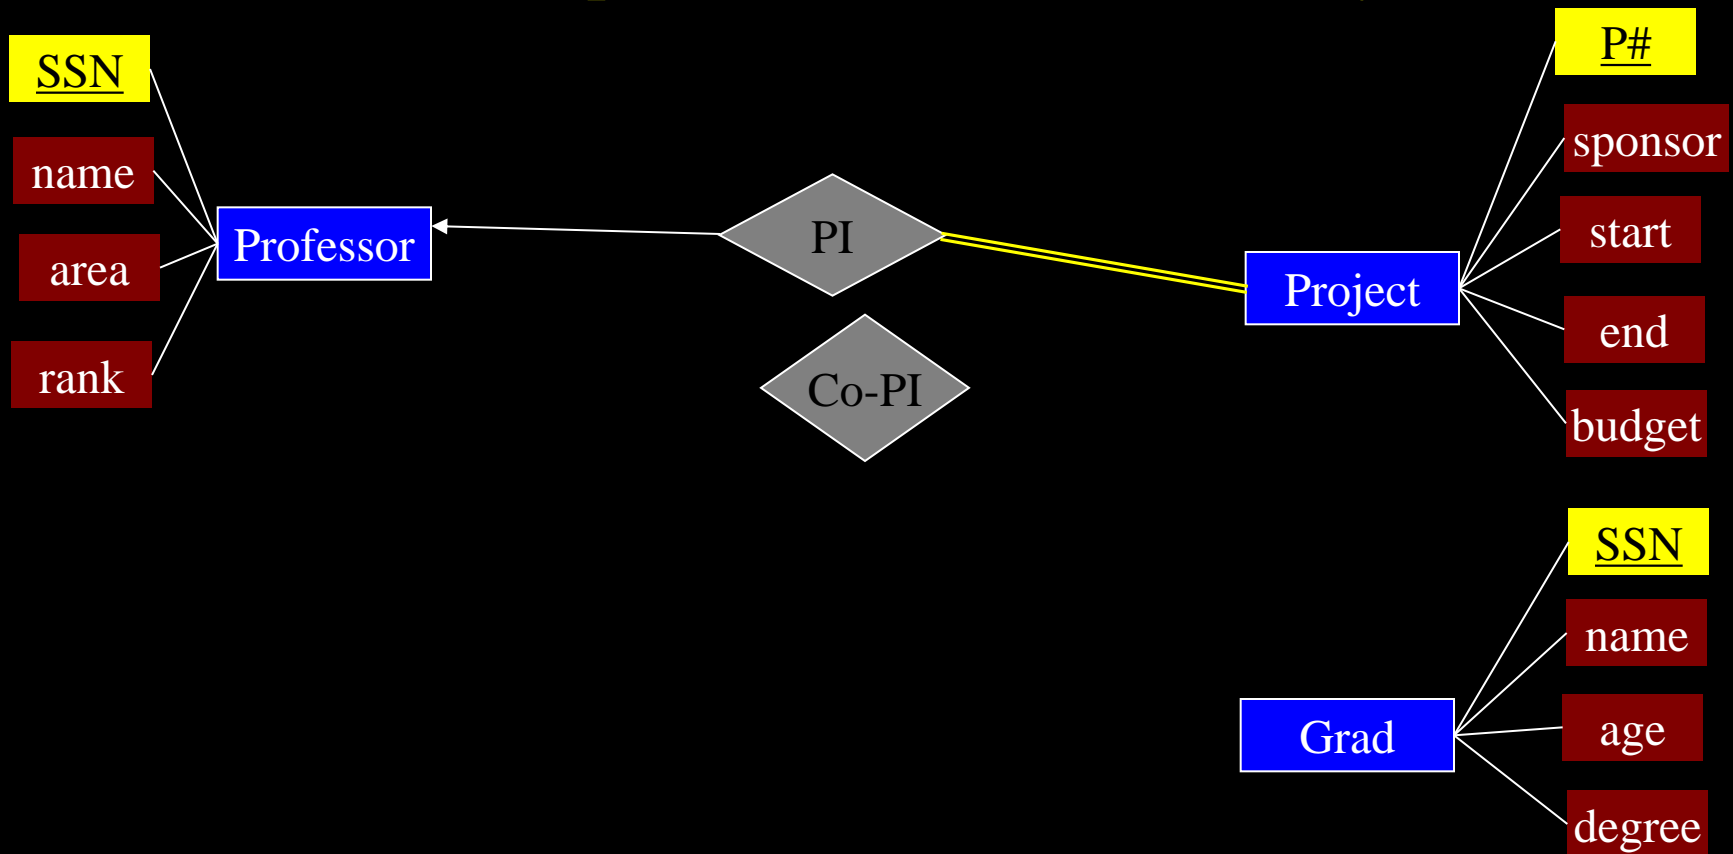 SSN
name
area
rank
Professor
PI
Co-PI
Project
P#
sponsor
start
end
budget
Grad
SSN
name
age
degree